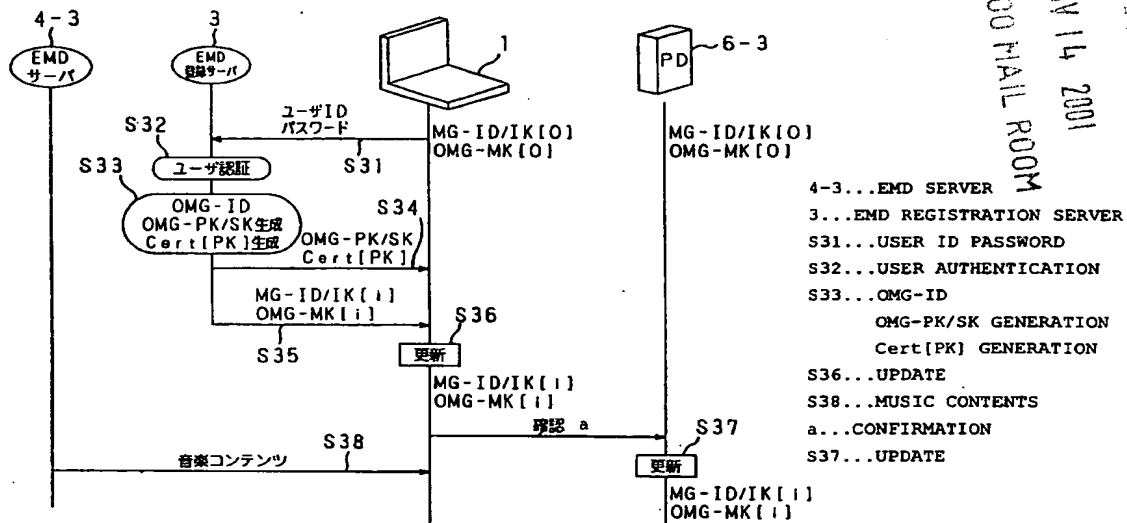 4-3
EMD
サーバ
3
EMD
登録サーバ
1
PD
6-3
ユーザID
パスワード
S31
MG-ID/IK[0]
OMG-MK[0]
MG-ID/IK[0]
OMG-MK[0]
S32
ユーザ認証
S33
OMG-ID
OMG-PK/SK生成
Cert[PK]生成
S34
OMG-PK/SK
Cert[PK]
MG-ID/IK[i]
OMG-MK[i]
S35
S36
更新
MG-ID/IK[i]
OMG-MK[i]
確認 a
S37
更新
MG-ID/IK[i]
OMG-MK[i]
S38
音楽コンテンツ
4-3...EMD SERVER
3...EMD REGISTRATION SERVER
S31...USER ID PASSWORD
S32...USER AUTHENTICATION
S33...OMG-ID
OMG-PK/SK GENERATION
Cert[PK] GENERATION
S36...UPDATE
S38...MUSIC CONTENTS
a...CONFIRMATION
S37...UPDATE
14 2001
MAIL ROOM